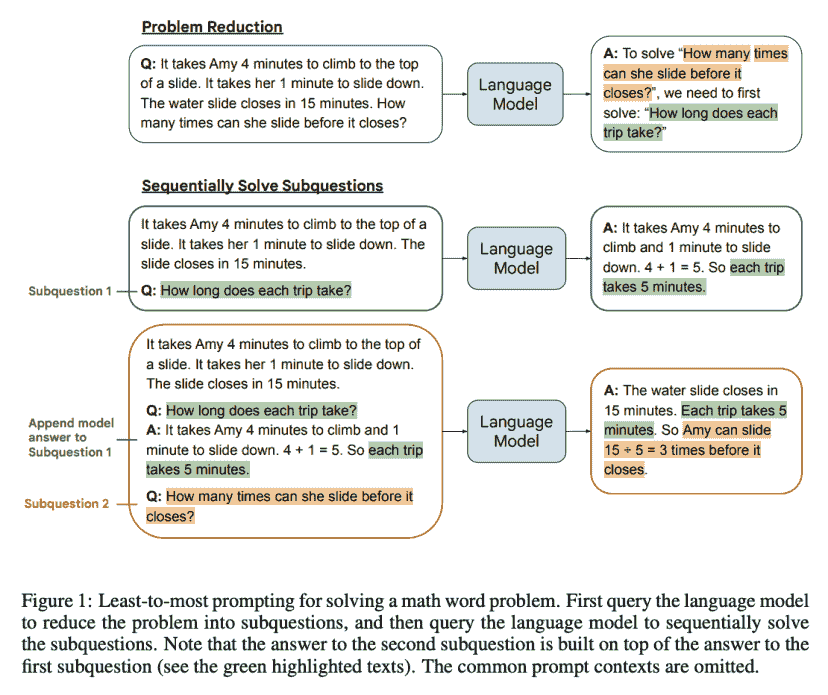 Problem Reduction
Q: It takes Amy 4 minutes to climb to the top
of a slide. It takes her 1 minute to slide down.
The water slide closes in 15 minutes. How
many times can she slide before it closes?
Language
Model
A: To solve “How many times
can she slide before it
closes?”, we need to first
solve: “How long does each
trip take?”
Sequentially Solve Subquestions
It takes Amy 4 minutes to climb to the top of a
slide. It takes her 1 minute to slide down. The
slide closes in 15 minutes.
Subquestion 1
Q: How long does each trip take?
Language
Model
A: It takes Amy 4 minutes to
climb and 1 minute to slide
down. 4 + 1 = 5. So each trip
takes 5 minutes.
It takes Amy 4 minutes to climb to the top of
a slide. It takes her 1 minute to slide down.
The slide closes in 15 minutes.
Append model
answer to
Subquestion 1
Q: How long does each trip take?
A: It takes Amy 4 minutes to climb and 1
minute to slide down. 4 + 1 = 5. So each trip
takes 5 minutes.
Subquestion 2
Q: How many times can she slide before it
closes?
Language
Model
A: The water slide closes in
15 minutes. Each trip takes 5
minutes. So Amy can slide
15 ÷ 5 = 3 times before it
closes.
Figure 1: Least-to-most prompting for solving a math word problem. First query the language model
to reduce the problem into subquestions, and then query the language model to sequentially solve
the subquestions. Note that the answer to the second subquestion is built on top of the answer to the
first subquestion (see the green highlighted texts). The common prompt contexts are omitted.